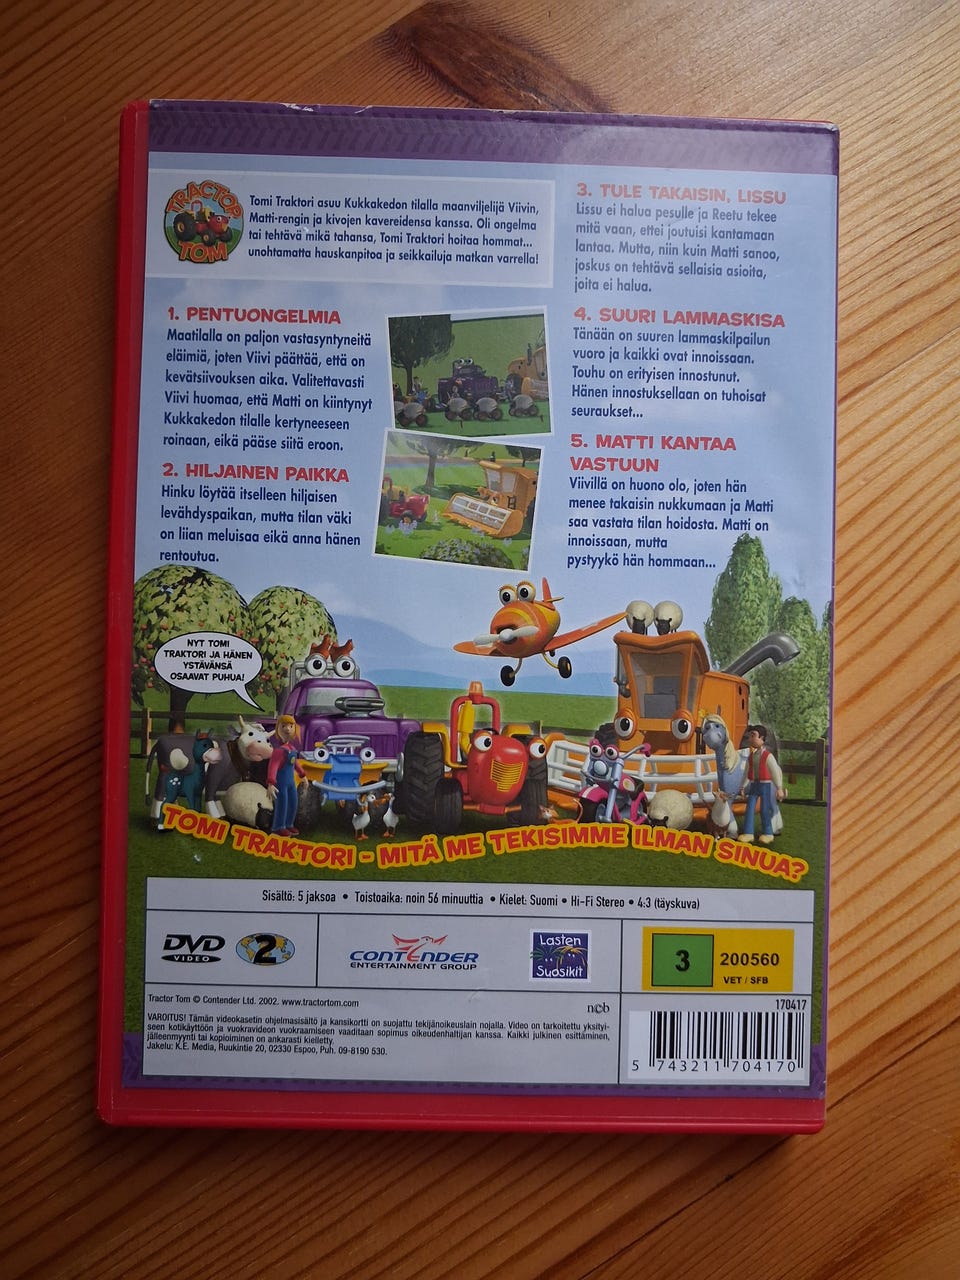 TRACTOR
TOM
Tomi Traktori asuu Kukkakedon tilalla maanviljelijä Viivin,
Matti-rengin ja kivojen kavereidensa kanssa. Oli ongelma
tai tehtävä mikä tahansa, Tomi Traktori hoitaa hommat...
unohtamatta hauskanpitoa ja seikkailuja matkan varrella!
1. PENTUONGELMIA
Maatilalla on paljon vastasyntyneitä
eläimiä, joten Viivi päättää, että on
kevätsiivouksen aika. Valitettavasti
Viivi huomaa, että Matti on kiintynyt
Kukkakedon tilalle kertyneeseen
roinaan, eikä pääse siitä eroon.
2. HILJAINEN PAIKKA
Hinku löytää itselleen hiljaisen
levähdyspaikan, mutta tilan väki
on liian meluisaa eikä anna hänen
rentoutua.
3. TULE TAKAISIN, LISSU
Lissu ei halua pesulle ja Reetu tekee
mitä vaan, ettei joutuisi kantamaan
lantaa. Mutta, niin kuin Matti sanoo,
joskus on tehtävä sellaisia asioita,
joita ei halua.
4. SUURI LAMMASKISA
Tänään on suuren lammaskilpailun
vuoro ja kaikki ovat innoissaan.
Touhu on erityisen innostunut.
Hänen innostuksellaan on tuhoisat
seuraukset...
5. MATTI KANTAA
VASTUUN
Viivillä on huono olo, joten hän
menee takaisin nukkumaan ja Matti
saa vastata tilan hoidosta. Matti on
innoissaan, mutta
pystyykö hän hommaan...
NYT TOMI
TRAKTORI JA HÄNEN
YSTÄVÄNSÄ
OSAAVAT PUHUA!
TOMI TRAKTORI - MITÄ ME TEKISIMME ILMAN SINUA?
Sisältö: 5 jaksoa • Toistoaika: noin 56 minuuttia • Kielet: Suomi • Hi-Fi Stereo • 4:3 (täyskuva)
DVD
VIDEO
2
CONTENDER
ENTERTAINMENT GROUP
Lasten
Suosikit
3
200560
VET / SFB
Tractor Tom © Contender Ltd. 2002. www.tractortom.com
ncb
170417
VAROITUS! Tämän videokasetin ohjelmasisältö ja kansikortti on suojattu tekijänoikeuslain nojalla. Video on tarkoitettu yksityi-
seen kotikäyttöön ja vuokravideon vuokraamiseen vaaditaan sopimus oikeudenhaltijan kanssa. Kaikki julkinen esittäminen,
jälleenmyynti tai kopioiminen on ankarasti kielletty.
Jakelu: K.E. Media, Ruukintie 20, 02330 Espoo, Puh. 09-8190 530.
5 743211 704170